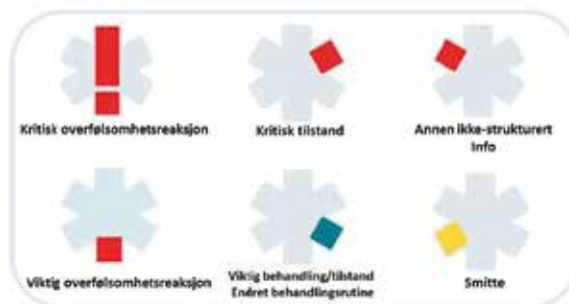 Kritisk overfølsomhetsreaksjon
Kritisk tilstand
Annen ikke-strukturert
Info
Viktig overfølsomhetsreaksjon
Viktig behandling/tilstand
Endret behandlingsrutine
Smitte